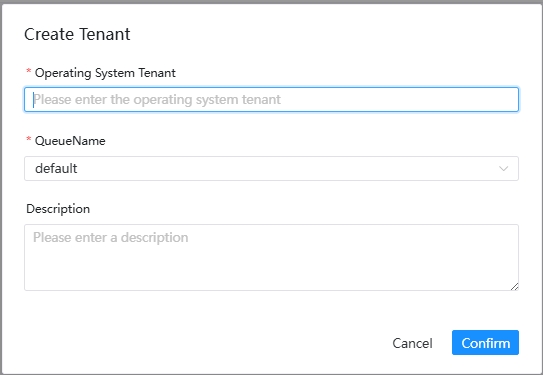 Create Tenant
* Operating System Tenant
Please enter the operating system tenant
* QueueName
default
Description
Please enter a description
Cancel Confirm